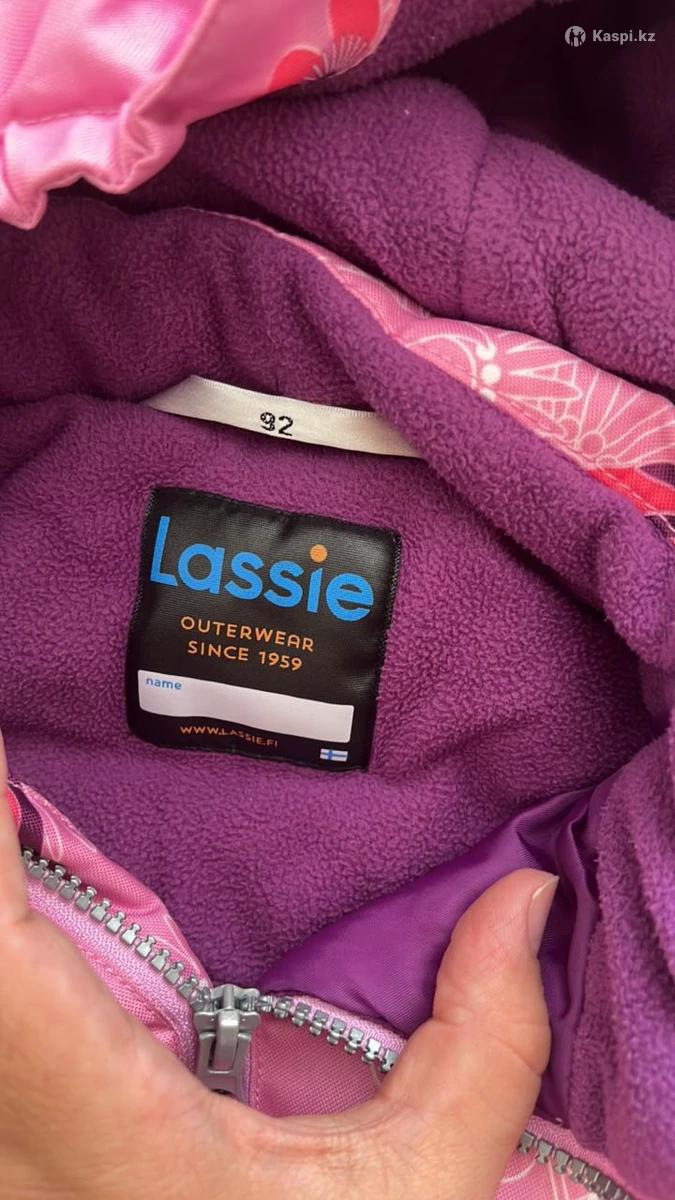 Kaspi.kz
92
Lassie
OUTERWEAR
SINCE 1959
name
WWW.LASSIE.FI